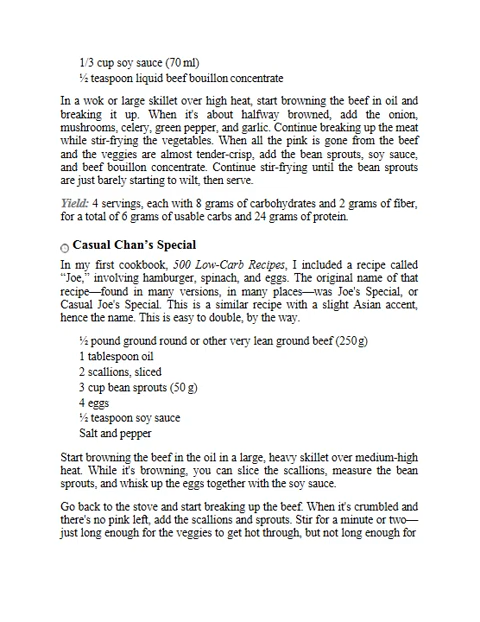 1/3 cup soy sauce (70 ml)
½ teaspoon liquid beef bouillon concentrate
In a wok or large skillet over high heat, start browning the beef in oil and
breaking it up. When it's about halfway browned, add the onion,
mushrooms, celery, green pepper, and garlic. Continue breaking up the meat
while stir-frying the vegetables. When all the pink is gone from the beef
and the veggies are almost tender-crisp, add the bean sprouts, soy sauce,
and beef bouillon concentrate. Continue stir-frying until the bean sprouts
are just barely starting to wilt, then serve.
Yield: 4 servings, each with 8 grams of carbohydrates and 2 grams of fiber,
for a total of 6 grams of usable carbs and 24 grams of protein.
Casual Chan’s Special
In my first cookbook, 500 Low-Carb Recipes, I included a recipe called
“Joe,” involving hamburger, spinach, and eggs. The original name of that
recipe—found in many versions, in many places—was Joe's Special, or
Casual Joe's Special. This is a similar recipe with a slight Asian accent,
hence the name. This is easy to double, by the way.
½ pound ground round or other very lean ground beef (250 g)
1 tablespoon oil
2 scallions, sliced
3 cup bean sprouts (50 g)
4 eggs
½ teaspoon soy sauce
Salt and pepper
Start browning the beef in the oil in a large, heavy skillet over medium-high
heat. While it's browning, you can slice the scallions, measure the bean
sprouts, and whisk up the eggs together with the soy sauce.
Go back to the stove and start breaking up the beef. When it's crumbled and
there's no pink left, add the scallions and sprouts. Stir for a minute or two—
just long enough for the veggies to get hot through, but not long enough for